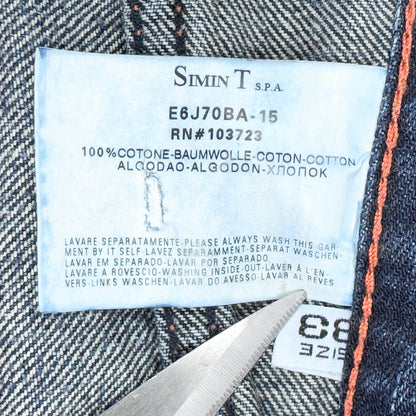 SIMIN T S.P.A.
E6J70BA-15
RN#103723
100%COTONE-BAUMWOLLE-COTON-COTTON
ALGODAO-ALGODON-ХЛОПОК
LAVARE SEPARATAMENTE-PLEASE ALWAYS WASH THIS GAR-
MENT BY IT SELF-LAVEZ SEPARAMMENT-SEPARAT WASCHEN
LAVAR EM SEPARADO-LAVAR POR SEPARADO
LAVARE A ROVESCIO-WASHING INSIDE-OUT-LAVER À L'EN-
VERS-LINKS WASCHEN-LAVAR DO AVESSO-LAVAR AL RÉVES
SIZE